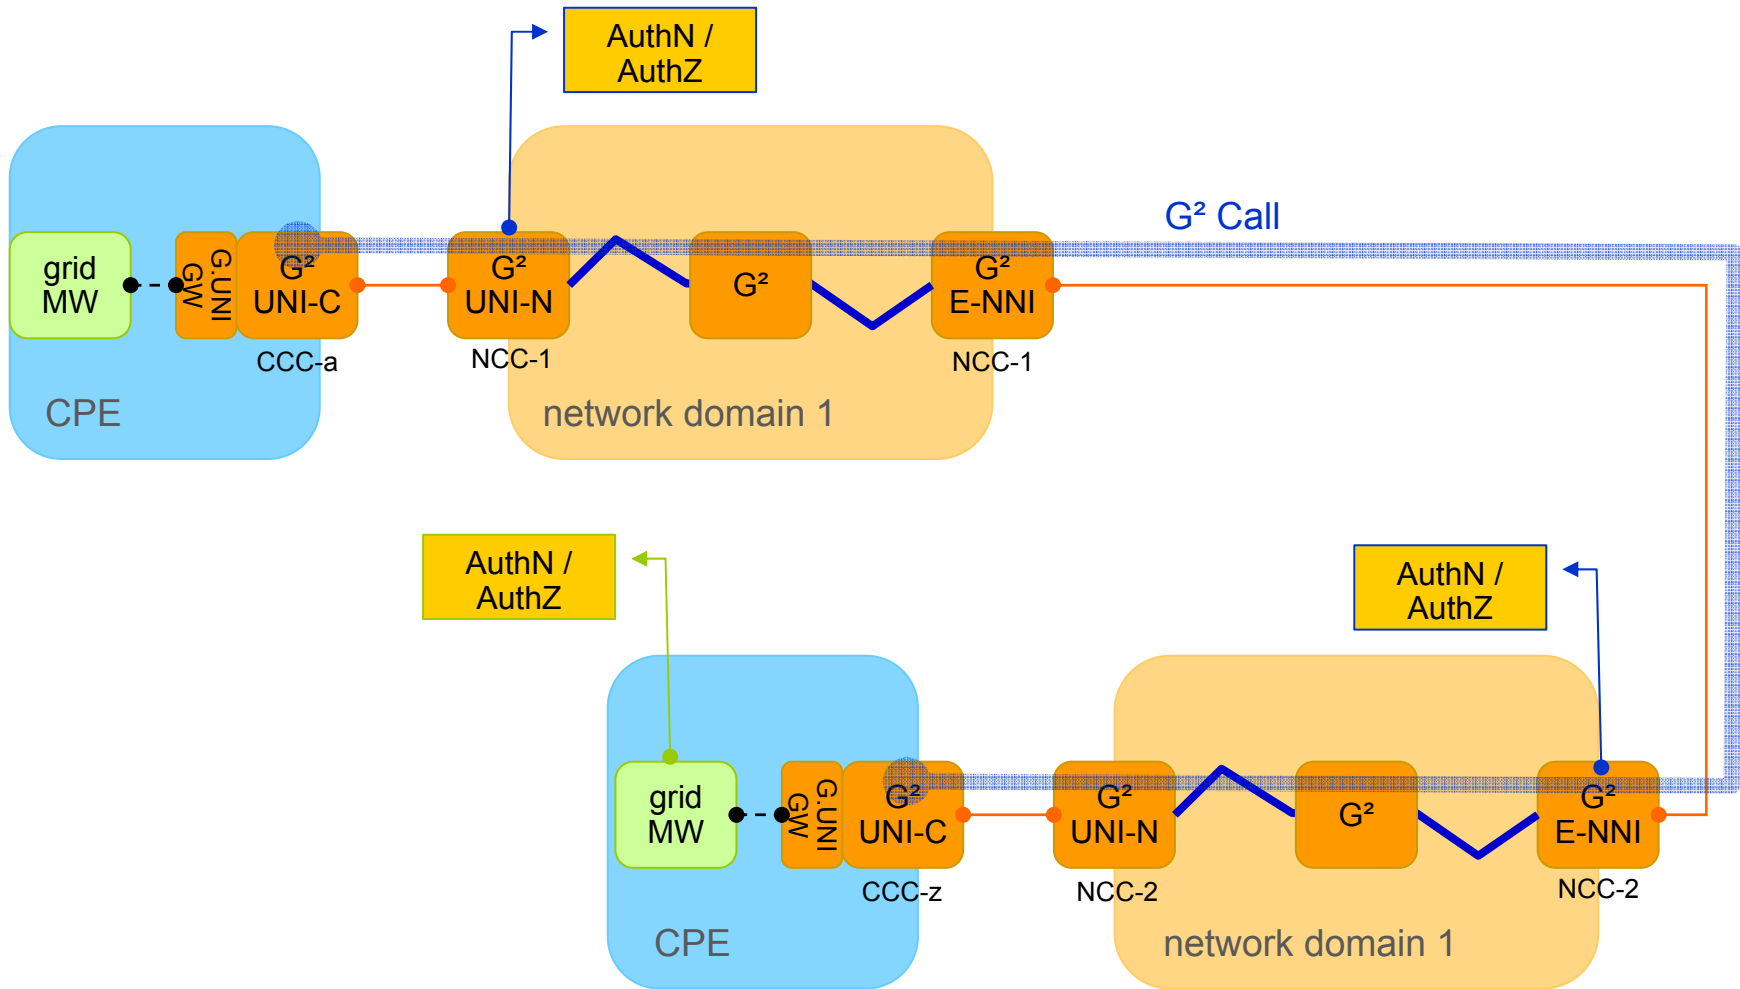 AuthN /
AuthZ
G² Call
grid
MW
G.UNI
GW
G²
UNI-C
G²
UNI-N
G²
G²
E-NNI
CCC-a
NCC-1
NCC-1
CPE
network domain 1
AuthN /
AuthZ
AuthN /
AuthZ
grid
MW
G.UNI
GW
G²
UNI-C
G²
UNI-N
G²
G²
E-NNI
CCC-z
NCC-2
NCC-2
CPE
network domain 1